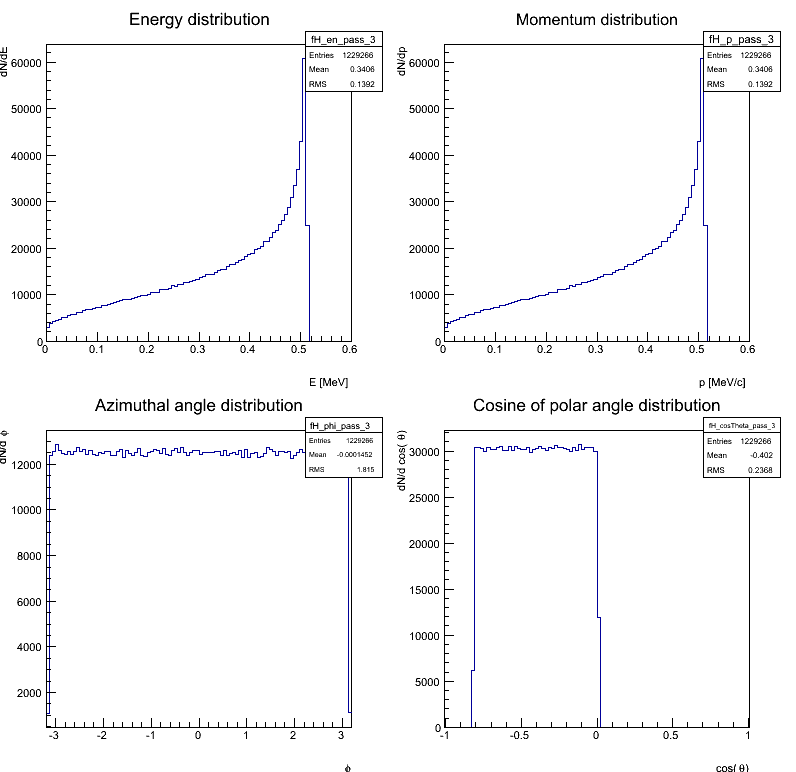 Energy distribution
fH_en_pass_3
Entries 1229266
Mean 0.3406
RMS 0.1392
dN/dE
60000
50000
40000
30000
20000
10000
0
0 0.1 0.2 0.3 0.4 0.5 0.6
E [MeV]
Momentum distribution
fH_p_pass_3
Entries 1229266
Mean 0.3406
RMS 0.1392
dN/dp
60000
50000
40000
30000
20000
10000
0
0 0.1 0.2 0.3 0.4 0.5 0.6
p [MeV/c]
Azimuthal angle distribution
fH_phi_pass_3
Entries 1229266
Mean -0.0001452
RMS 1.815
dN/d ϕ
12000
10000
8000
6000
4000
2000
-3 -2 -1 0 1 2 3
ϕ
Cosine of polar angle distribution
fH_cosTheta_pass_3
Entries 1229266
Mean -0.402
RMS 0.2368
dN/d cos( θ)
30000
25000
20000
15000
10000
5000
0
-1 -0.5 0 0.5 1
cos( θ)